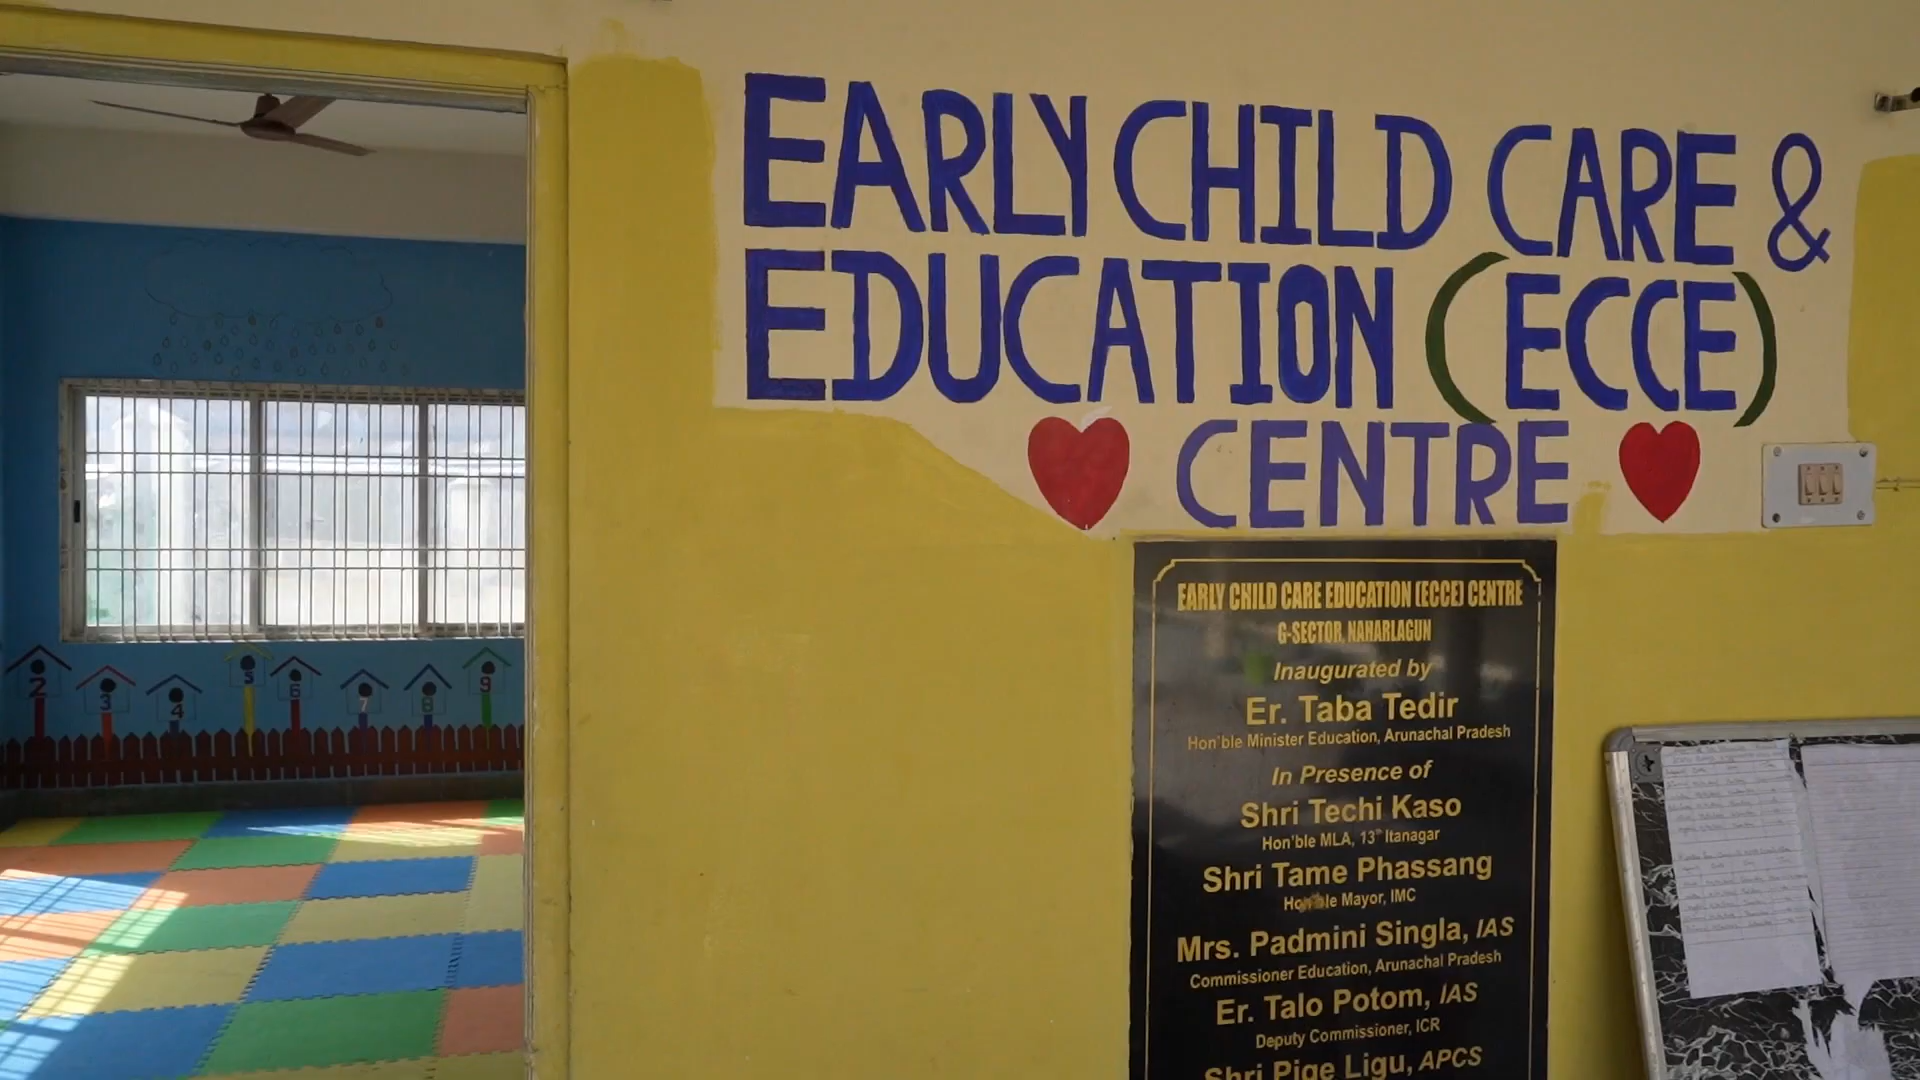 EARLY CHILD CARE &
EDUCATION (ECCE)
CENTRE
EARLY CHILD CARE EDUCATION (ECCE) CENTRE
G-SECTOR, NAHARLAGUN
Inaugurated by
Er. Taba Tedir
Hon'ble Minister Education, Arunachal Pradesh
In Presence of
Shri Techi Kaso
Hon'ble MLA, 13th Itanagar
Shri Tame Phassang
Hon'ble Mayor, IMC
Mrs. Padmini Singla, IAS
Commissioner Education, Arunachal Pradesh
Er. Talo Potom, IAS
Deputy Commissioner, ICR
Shri Pige Ligu, APCS
2 3 4 5 6 7 8 9